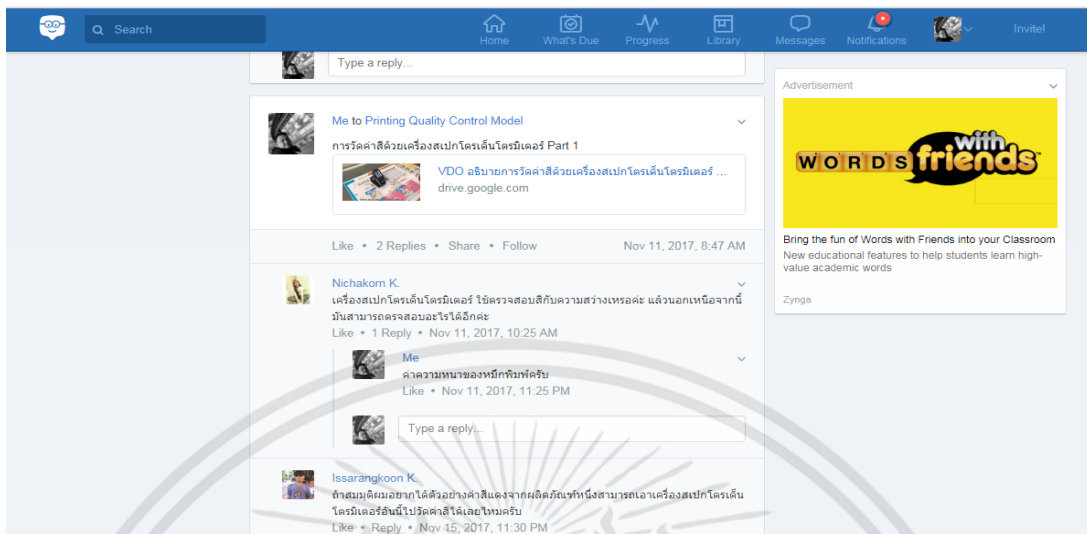 Search
Home
What's Due
Progress
Library
Messages
Notifications
Invite!
Type a reply...
Me to Printing Quality Control Model
การวัดค่าสีด้วยเครื่องสเปกโตรเด็นโตรมิเตอร์ Part 1
VDO อธิบายการวัดค่าสีด้วยเครื่องสเปกโตรเด็นโตรมิเตอร์ ...
drive.google.com
Like • 2 Replies • Share • Follow Nov 11, 2017, 8:47 AM
Nichakorn K.
เครื่องสเปกโตรเด็นโตรมิเตอร์ ใช้ตรวจสอบสีกับความสว่างเหรอค่ะ แล้วนอกเหนือจากนี้
มันสามารถตรจสอบอะไรได้อีกค่ะ
Like • 1 Reply • Nov 11, 2017, 10:25 AM
Me
ค่าความหนาของหมึกพิมพ์ครับ
Like • Nov 11, 2017, 11:25 PM
Type a reply...
Issarangkoon K.
ถ้าสมมุติผมอยากได้ตัวอย่างค่าสีแดงจากผลิตภัณฑ์หนึ่งสามารถเอาเครื่องสเปกโตรเด็น
โตรมิเตอร์อันนี้ไปวัดค่าสีได้เลยไหมครับ
Like • Reply • Nov 15, 2017, 11:30 PM
Advertisement
WORDS with friends
Bring the fun of Words with Friends into your Classroom
New educational features to help students learn high-
value academic words
Zynga